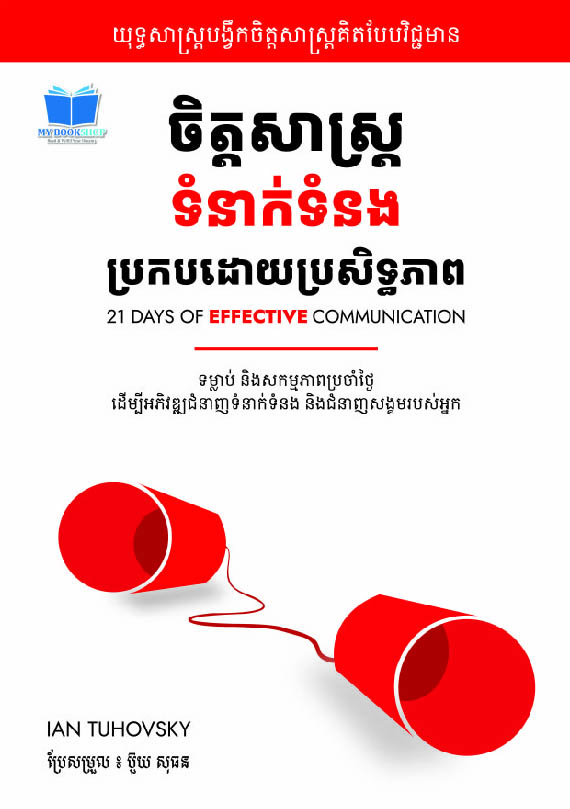 យុទ្ធសាស្ត្របង្វឹកចិត្តសាស្ត្រគិតបែបវិជ្ជមាន
MYBOOKSHOP
ចិត្តសាស្ត្រ
ទំនាក់ទំនង
ប្រកបដោយប្រសិទ្ធភាព
21 DAYS OF EFFECTIVE COMMUNICATION
ទម្លាប់ និងសកម្មភាពប្រចាំថ្ងៃ
ដើម្បីអភិវឌ្ឍជំនាញទំនាក់ទំនង និងជំនាញសង្គមរបស់អ្នក
IAN TUHOVSKY
ប្រែសម្រួល ៖ ប៊ួយ សុធន